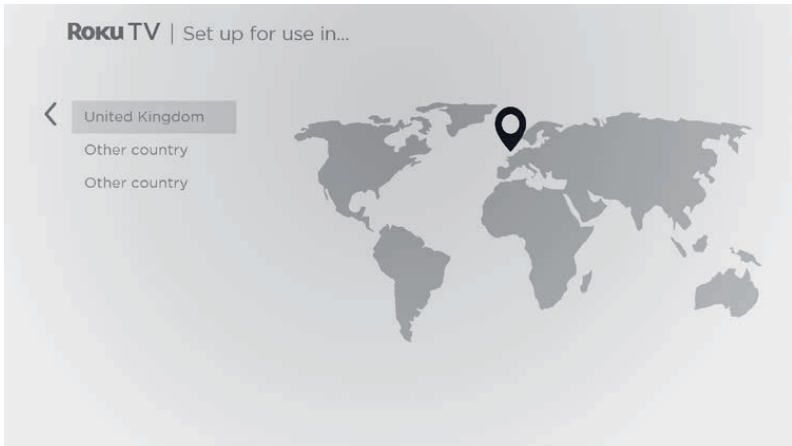 Roku TV | Set up for use in...
United Kingdom
Other country
Other country